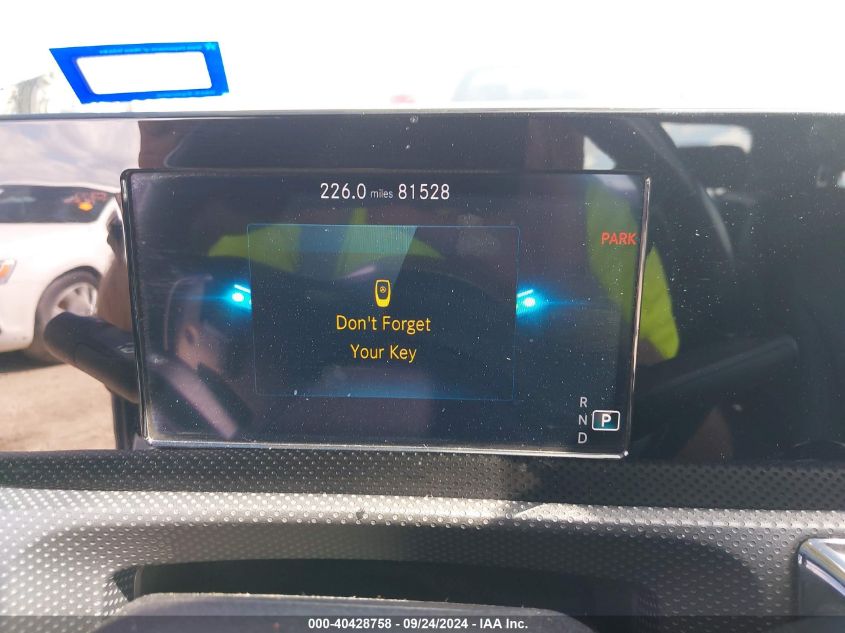 226.0 miles 81528
PARK
Don't Forget
Your Key
R
N P
D
000-40428758 - 09/24/2024 - IAA Inc.